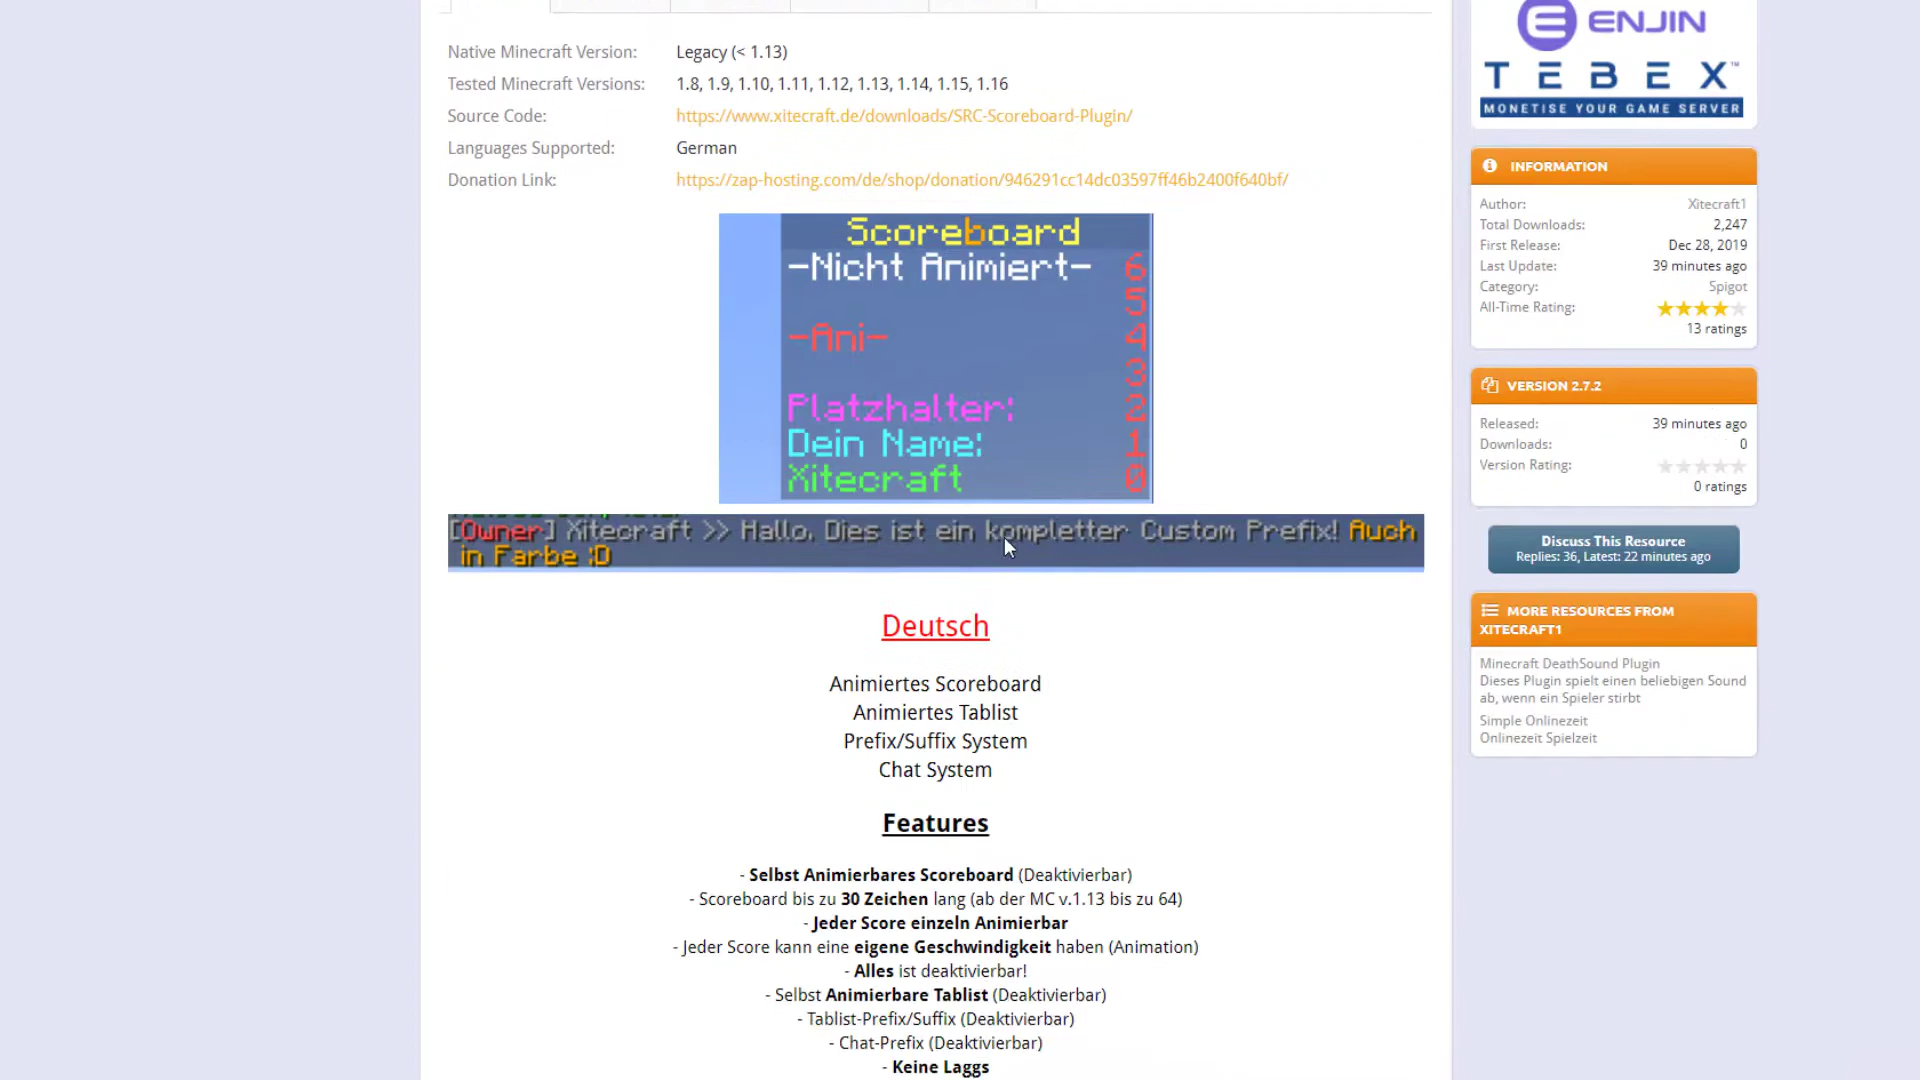 Native Minecraft Version: Legacy (< 1.13)
Tested Minecraft Versions: 1.8, 1.9, 1.10, 1.11, 1.12, 1.13, 1.14, 1.15, 1.16
Source Code: https://www.xitecraft.de/downloads/SRC-Scoreboard-Plugin/
Languages Supported: German
Donation Link: https://zap-hosting.com/de/shop/donation/946291cc14dc03597ff46b2400f640bf/
Scoreboard
-Nicht Animiert- 6
5
-Ani- 4
3
Platzhalter: 2
Dein Name: 1
Xitecraft 0
[Owner] Xitecraft >> Hallo. Dies ist ein kompletter Custom Prefix! Auch
in Farbe :D
Deutsch
Animiertes Scoreboard
Animiertes Tablist
Prefix/Suffix System
Chat System
Features
- Selbst Animierbares Scoreboard (Deaktivierbar)
- Scoreboard bis zu 30 Zeichen lang (ab der MC v.1.13 bis zu 64)
- Jeder Score einzeln Animierbar
- Jeder Score kann eine eigene Geschwindigkeit haben (Animation)
- Alles ist deaktivierbar!
- Selbst Animierbare Tablist (Deaktivierbar)
- Tablist-Prefix/Suffix (Deaktivierbar)
- Chat-Prefix (Deaktivierbar)
- Keine Laggs
ENJIN
TEBEX™
MONETISE YOUR GAME SERVER
INFORMATION
Author: Xitecraft1
Total Downloads: 2,247
First Release: Dec 28, 2019
Last Update: 39 minutes ago
Category: Spigot
All-Time Rating:
13 ratings
VERSION 2.7.2
Released: 39 minutes ago
Downloads: 0
Version Rating:
0 ratings
Discuss This Resource
Replies: 36, Latest: 22 minutes ago
MORE RESOURCES FROM
XITECRAFT1
Minecraft DeathSound Plugin
Dieses Plugin spielt einen beliebigen Sound
ab, wenn ein Spieler stirbt
Simple Onlinezeit
Onlinezeit Spielzeit